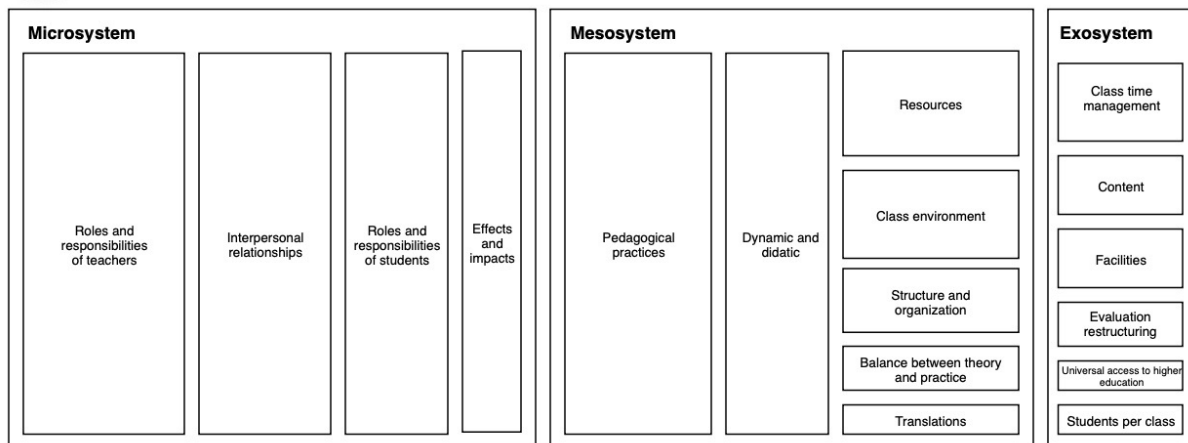 Microsystem
Roles and
responsibilities
of teachers
Interpersonal
relationships
Roles and
responsibilities
of students
Effects
and
impacts
Mesosystem
Pedagogical
practices
Dynamic and
didatic
Resources
Class environment
Structure and
organization
Balance between theory
and practice
Translations
Exosystem
Class time
management
Content
Facilities
Evaluation
restructuring
Universal access to higher
education
Students per class